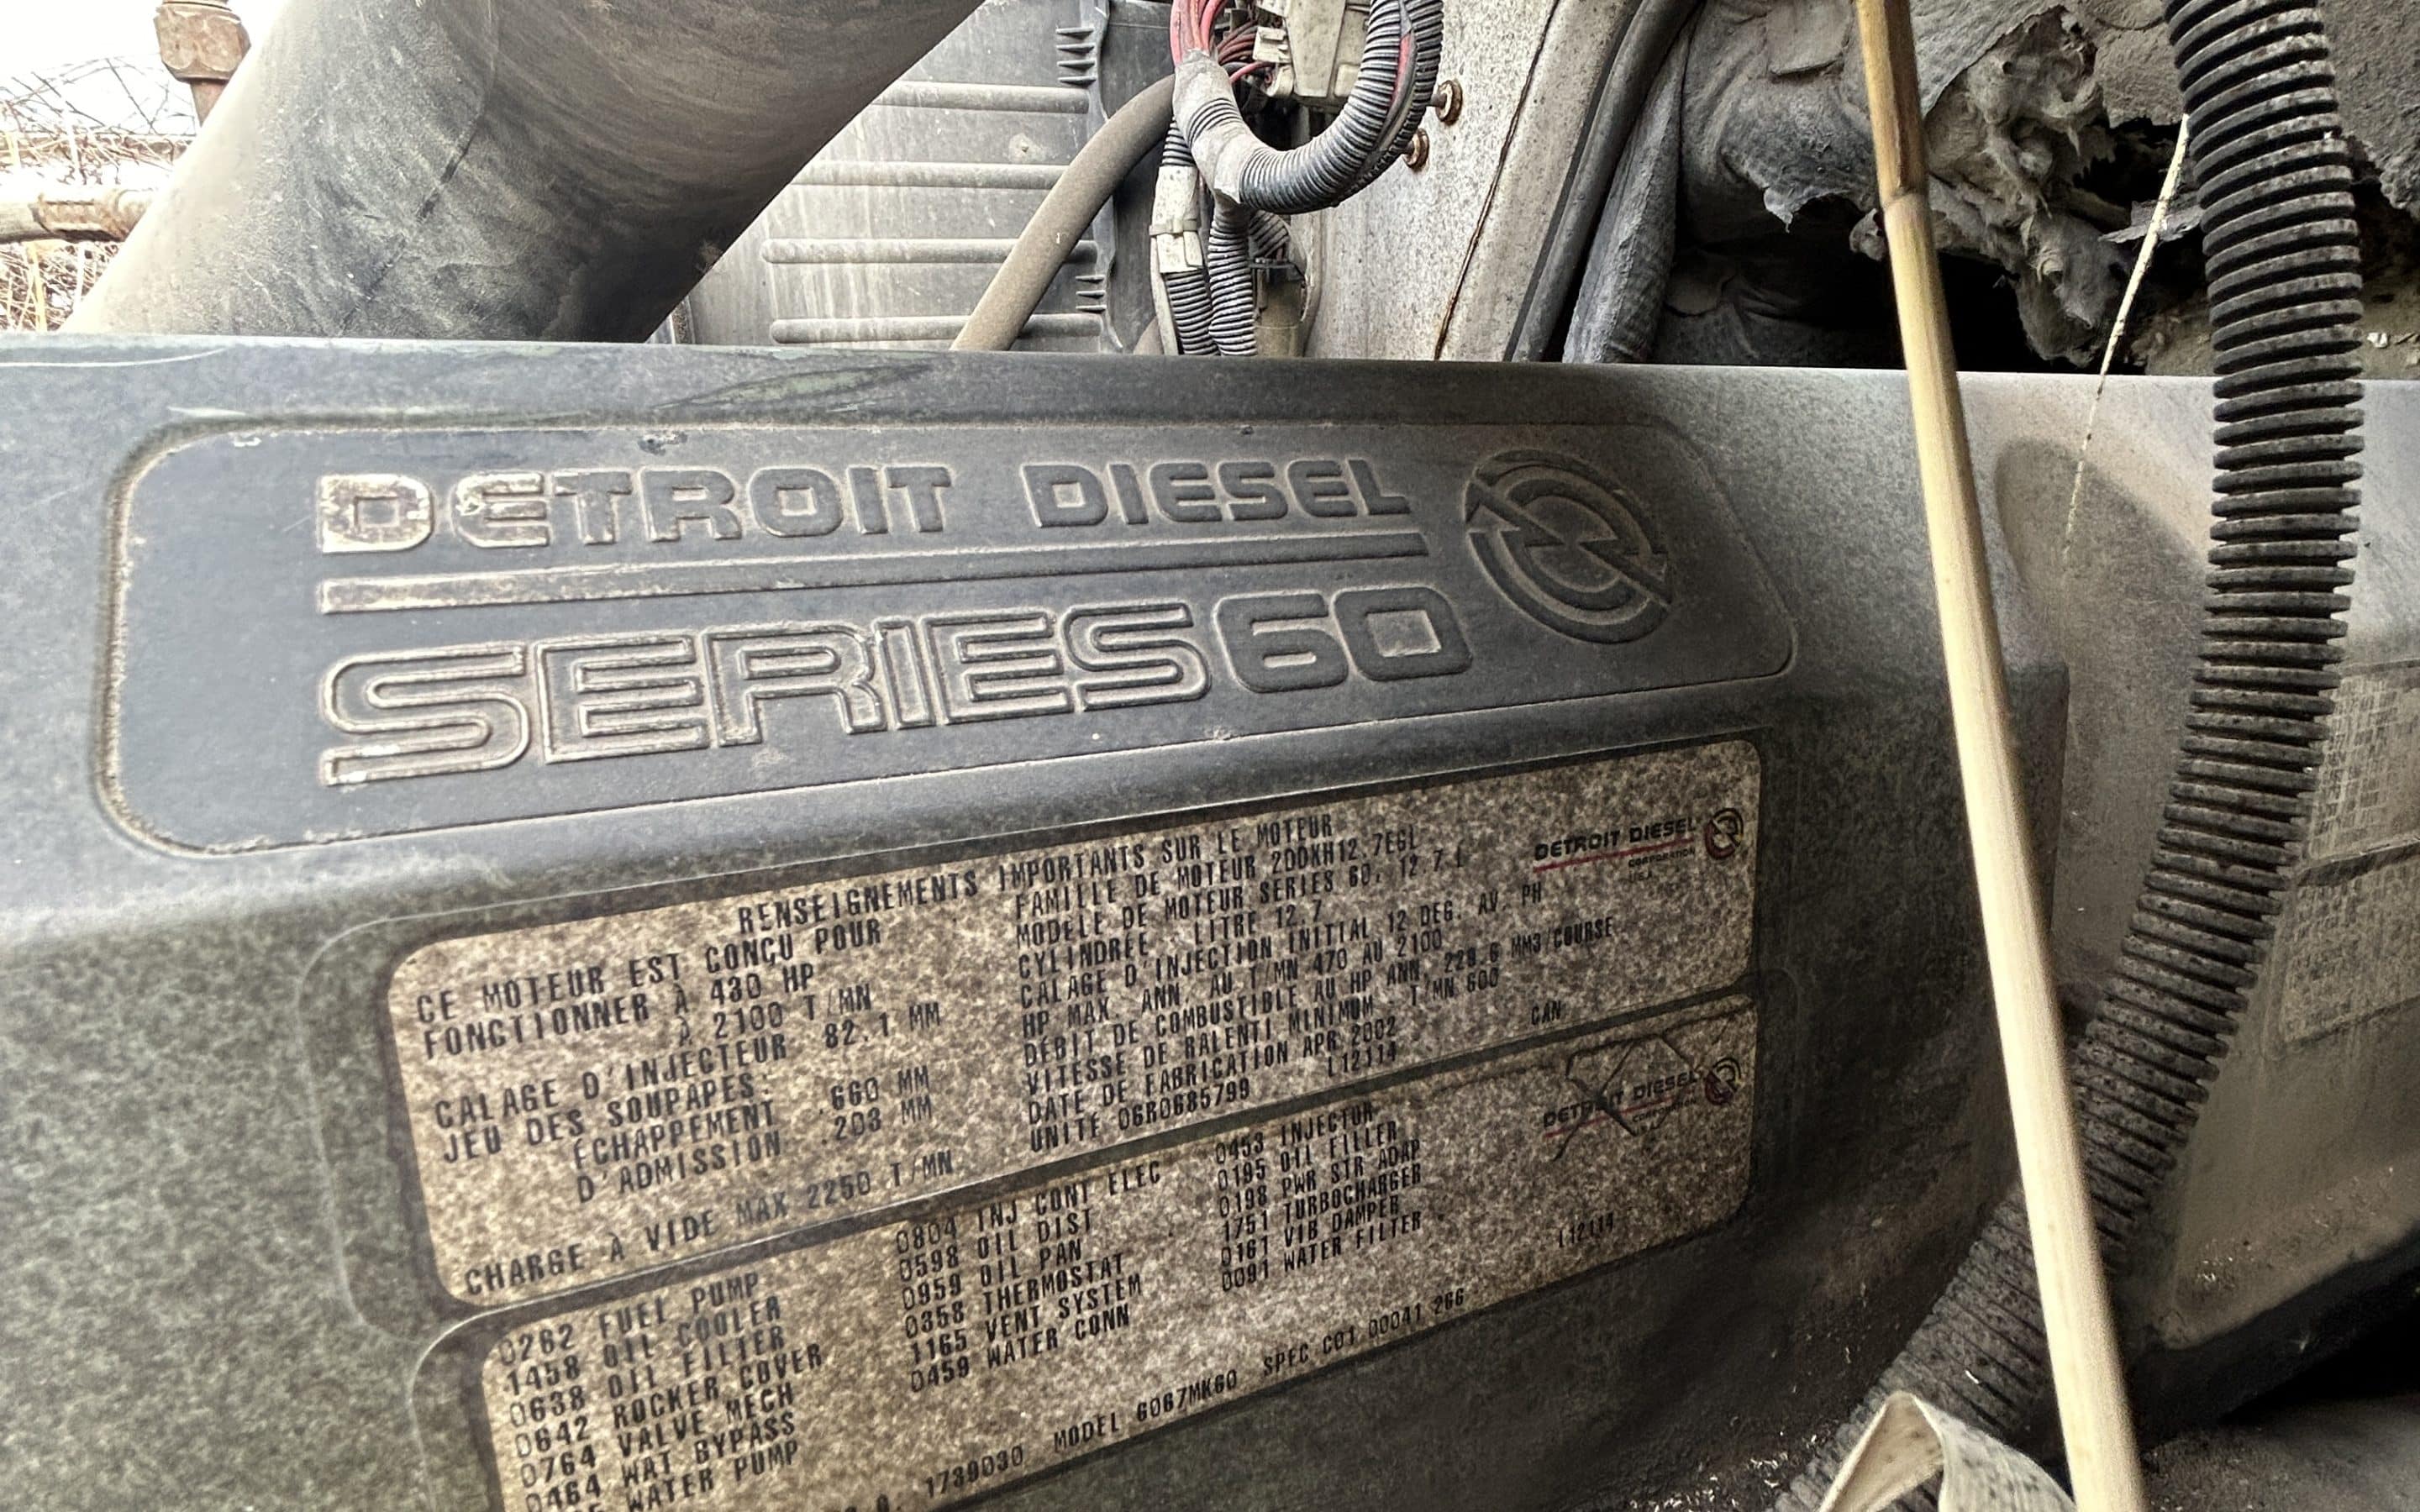 DETROIT DIESEL
SERIES 60
RENSEIGNEMENTS IMPORTANTS SUR LE MOTEUR
CE MOTEUR EST CONÇU POUR
FONCTIONNER À 430 HP
À 2100 T/MN
CALAGE D'INJECTEUR 82.1 MM
JEU DES SOUPAPES:
ÉCHAPPEMENT .660 MM
D'ADMISSION .203 MM
CHARGE À VIDE MAX 2250 T/MN
FAMILLE DE MOTEUR 2DDXH12.7EGL
MODÈLE DE MOTEUR SERIES 60, 12.7 L
CYLINDRÉE - LITRE 12.7
CALAGE D'INJECTION INITIAL 12 DEG. AV. PH
HP MAX. ANN. AU T/MN 470 AU 2100
DÉBIT DE COMBUSTIBLE AU HP ANN. 228.6 MM3/COURSE
VITESSE DE RALENTI MINIMUM T/MN 600
DATE DE FABRICATION APR 2002
UNITÉ 06R0685799 L12114
CAN
DETROIT DIESEL
CORPORATION
U.S.A.
0262 FUEL PUMP
1458 OIL COOLER
0638 OIL FILTER
0642 ROCKER COVER
0764 VALVE MECH
0464 WAT BYPASS
WATER PUMP
0804 INJ CONT ELEC
0598 OIL DIST
0959 OIL PAN
0358 THERMOSTAT
1165 VENT SYSTEM
0459 WATER CONN
0453 INJECTOR
0195 OIL FILLER
0198 PWR STR ADAP
1751 TURBOCHARGER
0161 VIB DAMPER
0091 WATER FILTER
DETROIT DIESEL
L12114
1739030 MODEL 6067MK60 SPEC C01 00041 266